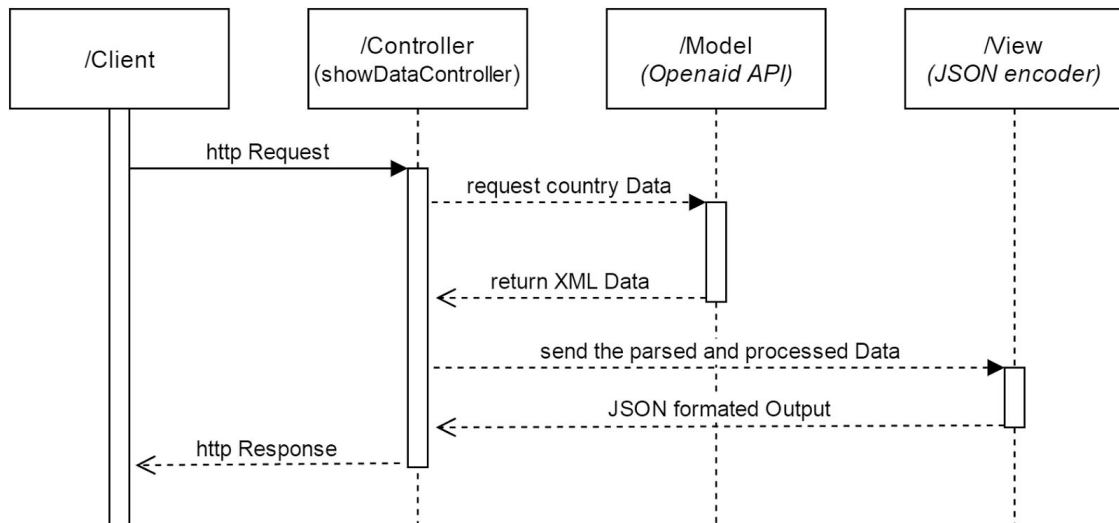 /Client
/Controller
(showDataController)
/Model
(Openaid API)
/View
(JSON encoder)
http Request
request country Data
return XML Data
send the parsed and processed Data
JSON formated Output
http Response